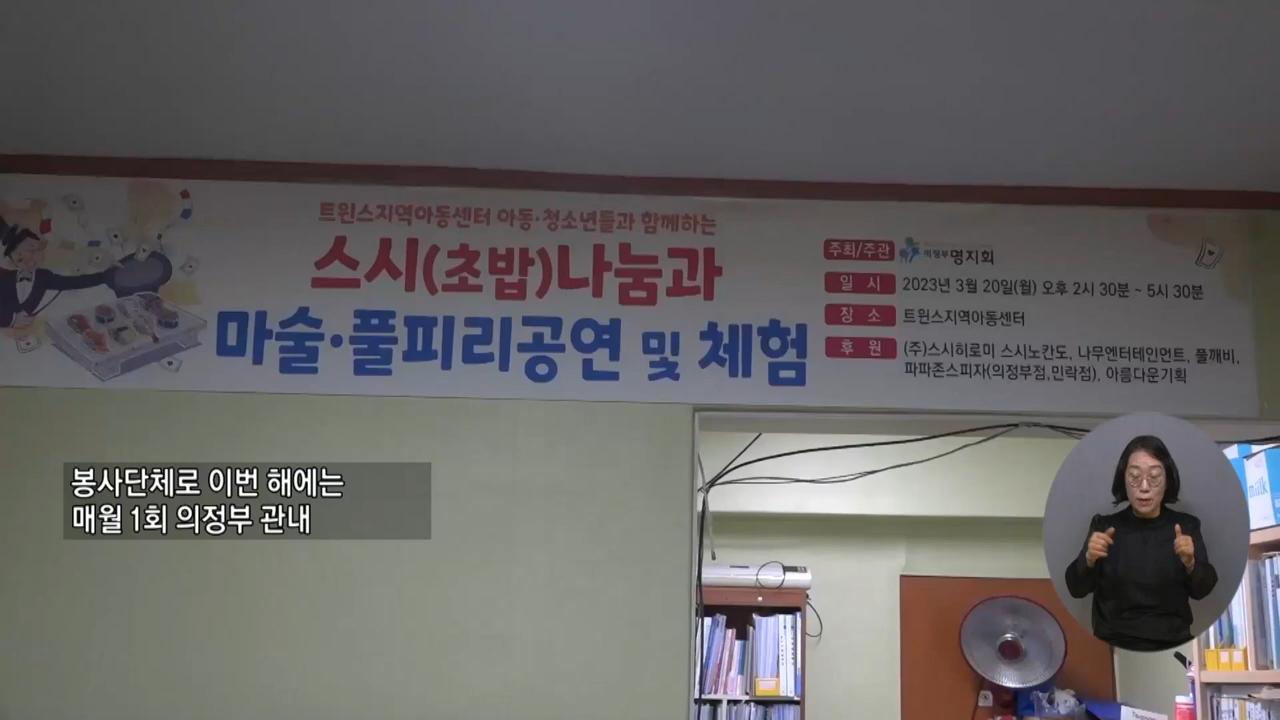 트윈스지역아동센터 아동·청소년들과 함께하는
스시(초밥)나눔과
마술·풀피리공연 및 체험
주최/주관 의정부 명지회
일 시 2023년 3월 20일(월) 오후 2시 30분 ~ 5시 30분
장 소 트윈스지역아동센터
후 원 (주)스시히로미 스시노칸도, 나무엔터테인먼트, 풀깨비,
파파존스피자(의정부점,민락점), 아름다운기획
봉사단체로 이번 해에는
매월 1회 의정부 관내
milk